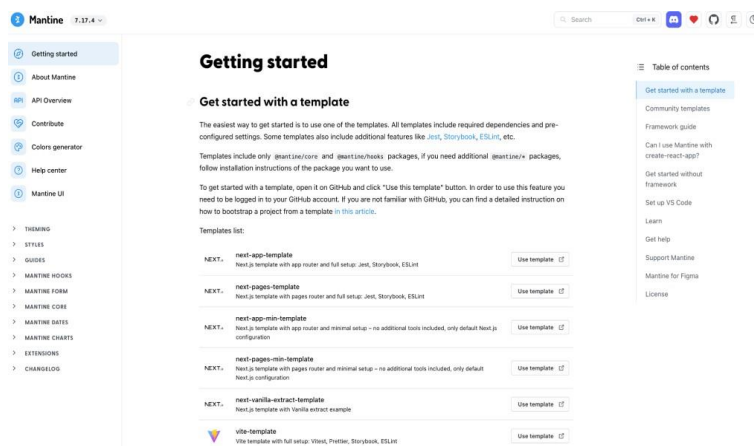 Mantine 7.17.4
Search Ctrl + K
Getting started
About Mantine
API API Overview
Contribute
Colors generator
Help center
Mantine UI
THEMING
STYLES
GUIDES
MANTINE HOOKS
MANTINE FORM
MANTINE CORE
MANTINE DATES
MANTINE CHARTS
EXTENSIONS
CHANGELOG
Getting started
Get started with a template
The easiest way to get started is to use one of the templates. All templates include required dependencies and pre-
configured settings. Some templates also include additional features like Jest, Storybook, ESLint, etc.
Templates include only @mantine/core and @mantine/hooks packages, if you need additional @mantine/* packages,
follow installation instructions of the package you want to use.
To get started with a template, open it on GitHub and click "Use this template" button. In order to use this feature you
need to be logged in to your GitHub account. If you are not familiar with GitHub, you can find a detailed instruction on
how to bootstrap a project from a template in this article.
Templates list:
NEXT.js next-app-template
Next.js template with app router and full setup: Jest, Storybook, ESLint
Use template
NEXT.js next-pages-template
Next.js template with pages router and full setup: Jest, Storybook, ESLint
Use template
NEXT.js next-app-min-template
Next.js template with app router and minimal setup – no additional tools included, only default Next.js
configuration
Use template
NEXT.js next-pages-min-template
Next.js template with pages router and minimal setup – no additional tools included, only default
Next.js configuration
Use template
NEXT.js next-vanilla-extract-template
Next.js template with Vanilla extract example
Use template
vite-template
Vite template with full setup: Vitest, Prettier, Storybook, ESLint
Use template
Table of contents
Get started with a template
Community templates
Framework guide
Can I use Mantine with
create-react-app?
Get started without
framework
Set up VS Code
Learn
Get help
Support Mantine
Mantine for Figma
License